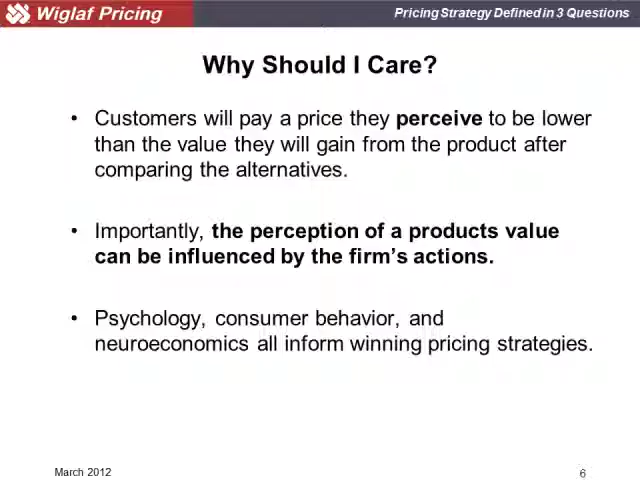 Wiglaf Pricing
Pricing Strategy Defined in 3 Questions
Why Should I Care?
• Customers will pay a price they perceive to be lower
than the value they will gain from the product after
comparing the alternatives.
• Importantly, the perception of a products value
can be influenced by the firm's actions.
• Psychology, consumer behavior, and
neuroeconomics all inform winning pricing strategies.
March 2012
6